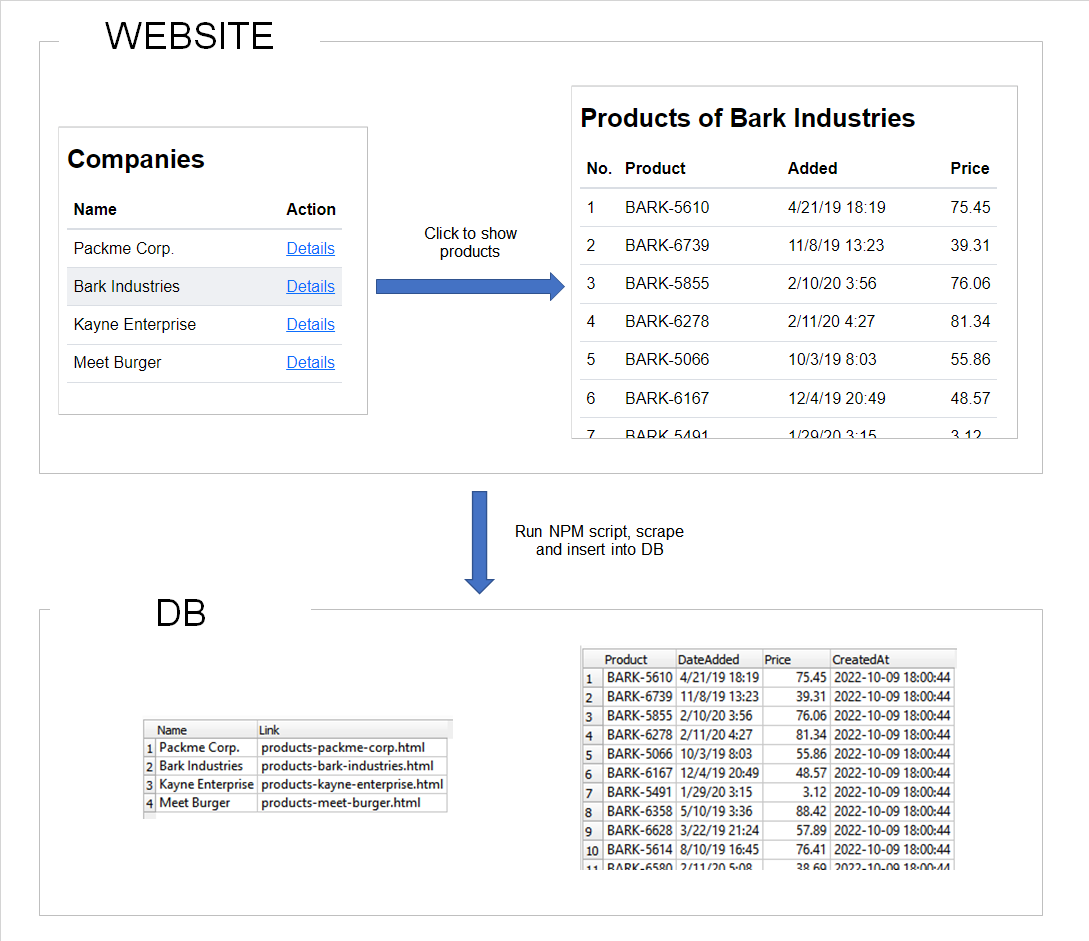 WEBSITE
Companies
Name Action
Packme Corp. Details
Bark Industries Details
Kayne Enterprise Details
Meet Burger Details
Click to show
products
Products of Bark Industries
No. Product Added Price
1 BARK-5610 4/21/19 18:19 75.45
2 BARK-6739 11/8/19 13:23 39.31
3 BARK-5855 2/10/20 3:56 76.06
4 BARK-6278 2/11/20 4:27 81.34
5 BARK-5066 10/3/19 8:03 55.86
6 BARK-6167 12/4/19 20:49 48.57
7 BARK-5491 1/29/20 3:15 3.12
Run NPM script, scrape
and insert into DB
DB
Name Link
1 Packme Corp. products-packme-corp.html
2 Bark Industries products-bark-industries.html
3 Kayne Enterprise products-kayne-enterprise.html
4 Meet Burger products-meet-burger.html
Product DateAdded Price CreatedAt
1 BARK-5610 4/21/19 18:19 75.45 2022-10-09 18:00:44
2 BARK-6739 11/8/19 13:23 39.31 2022-10-09 18:00:44
3 BARK-5855 2/10/20 3:56 76.06 2022-10-09 18:00:44
4 BARK-6278 2/11/20 4:27 81.34 2022-10-09 18:00:44
5 BARK-5066 10/3/19 8:03 55.86 2022-10-09 18:00:44
6 BARK-6167 12/4/19 20:49 48.57 2022-10-09 18:00:44
7 BARK-5491 1/29/20 3:15 3.12 2022-10-09 18:00:44
8 BARK-6358 5/10/19 3:36 88.42 2022-10-09 18:00:44
9 BARK-6628 3/22/19 21:24 57.89 2022-10-09 18:00:44
10 BARK-5614 8/10/19 16:45 76.41 2022-10-09 18:00:44
11 BARK-6580 2/11/20 5:08 38.69 2022-10-09 18:00:44